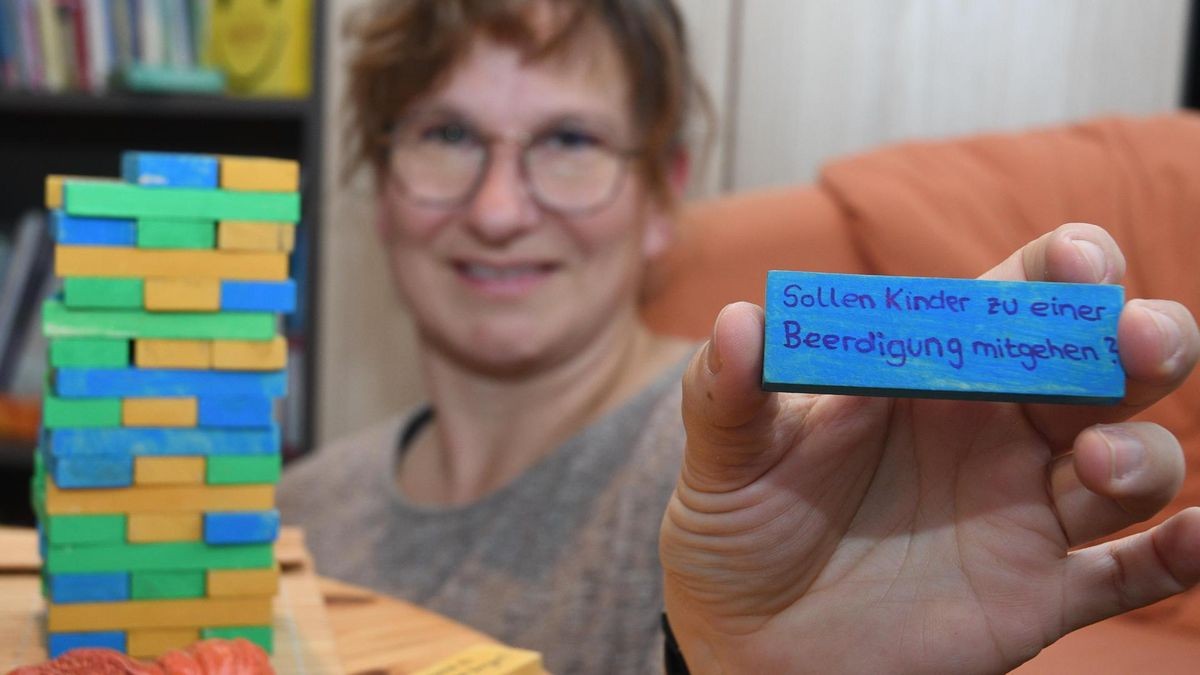 Sollen Kinder zu einer
Beerdigung mitgehen?